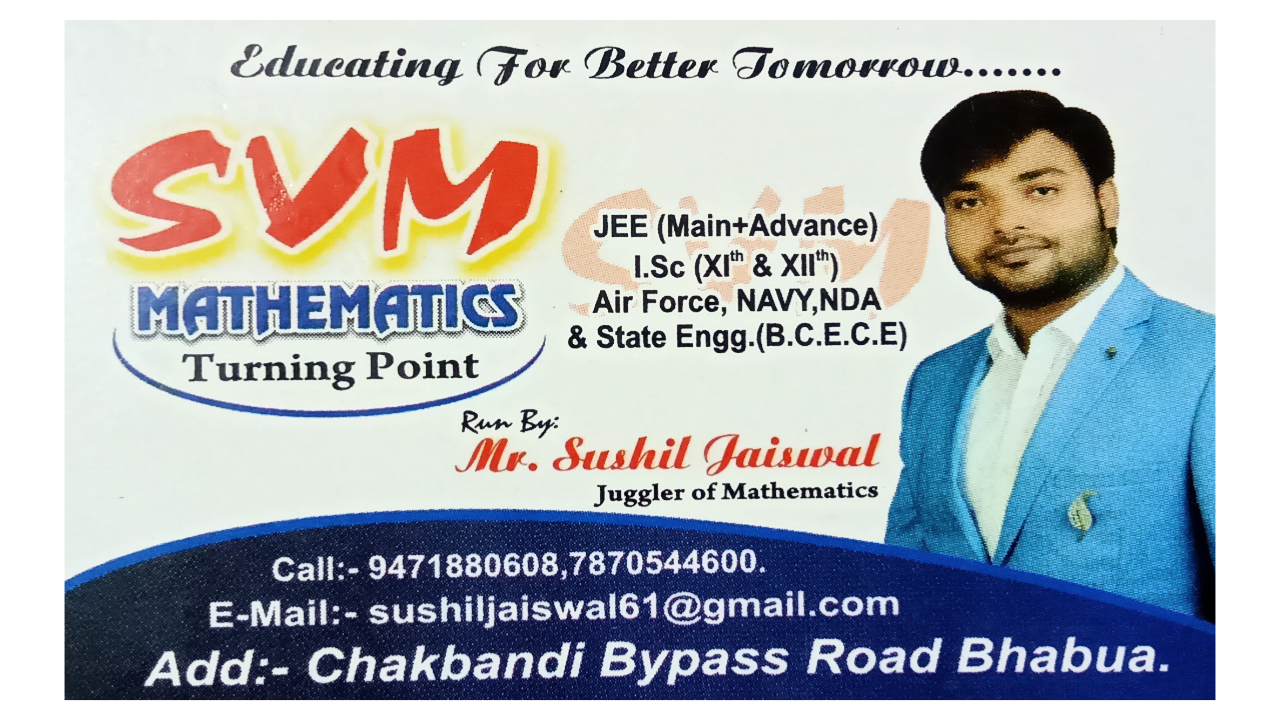 Educating For Better Tomorrow.......
SVM
MATHEMATICS
Turning Point
SVM
JEE (Main+Advance)
I.Sc (XIth & XIIth)
Air Force, NAVY,NDA
& State Engg.(B.C.E.C.E)
Run By:
Mr. Sushil Jaiswal
Juggler of Mathematics
Call:- 9471880608,7870544600.
E-Mail:- sushiljaiswal61@gmail.com
Add:- Chakbandi Bypass Road Bhabua.